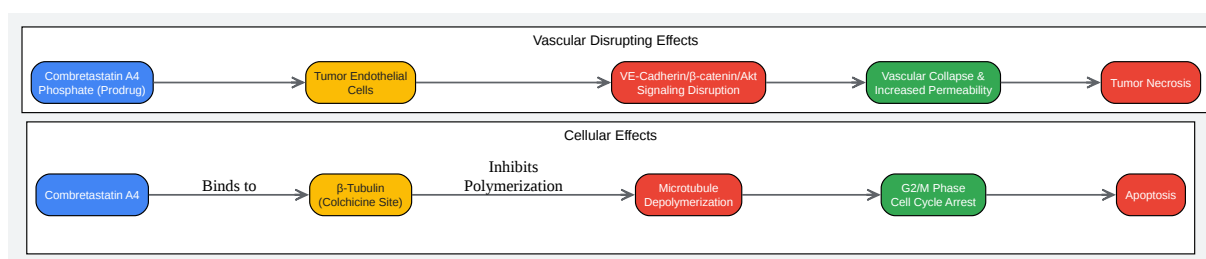 Vascular Disrupting Effects
Combretastatin A4
Phosphate (Prodrug)
Tumor Endothelial
Cells
VE-Cadherin/β-catenin/Akt
Signaling Disruption
Vascular Collapse &
Increased Permeability
Tumor Necrosis
Cellular Effects
Combretastatin A4
Binds to
β-Tubulin
(Colchicine Site)
Inhibits
Polymerization
Microtubule
Depolymerization
G2/M Phase
Cell Cycle Arrest
Apoptosis